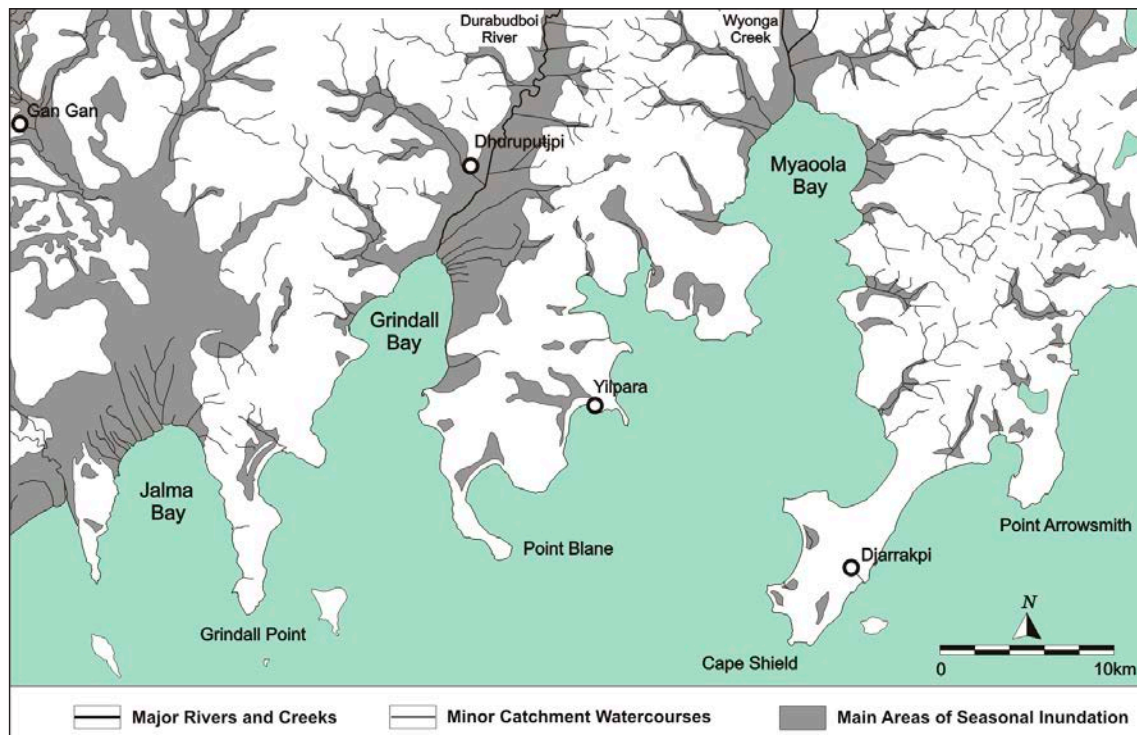 Durabudboi
River
Wyonga
Creek
Gan Gan
Dhuruputjpi
Myaoola
Bay
Grindall
Bay
Yilpara
Jalma
Bay
Point Blane
Point Arrowsmith
Djarrakpi
Grindall Point
Cape Shield
N
0 10km
Major Rivers and Creeks
Minor Catchment Watercourses
Main Areas of Seasonal Inundation